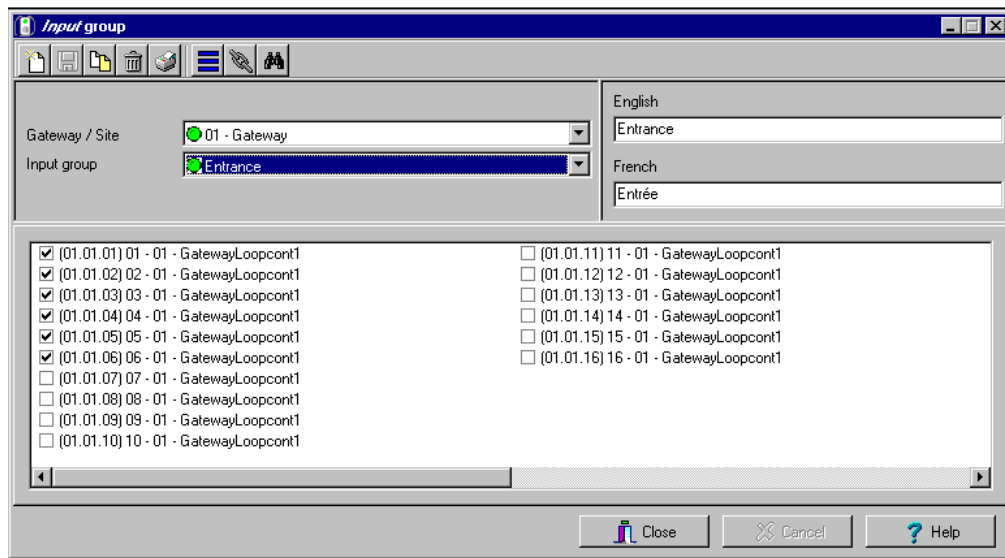 Input group
English
Gateway / Site
01 - Gateway
Entrance
Input group
Entrance
French
Entrée
(01.01.01) 01 - 01 - GatewayLoopcont1
(01.01.02) 02 - 01 - GatewayLoopcont1
(01.01.03) 03 - 01 - GatewayLoopcont1
(01.01.04) 04 - 01 - GatewayLoopcont1
(01.01.05) 05 - 01 - GatewayLoopcont1
(01.01.06) 06 - 01 - GatewayLoopcont1
(01.01.07) 07 - 01 - GatewayLoopcont1
(01.01.08) 08 - 01 - GatewayLoopcont1
(01.01.09) 09 - 01 - GatewayLoopcont1
(01.01.10) 10 - 01 - GatewayLoopcont1
(01.01.11) 11 - 01 - GatewayLoopcont1
(01.01.12) 12 - 01 - GatewayLoopcont1
(01.01.13) 13 - 01 - GatewayLoopcont1
(01.01.14) 14 - 01 - GatewayLoopcont1
(01.01.15) 15 - 01 - GatewayLoopcont1
(01.01.16) 16 - 01 - GatewayLoopcont1
Close
Cancel
Help